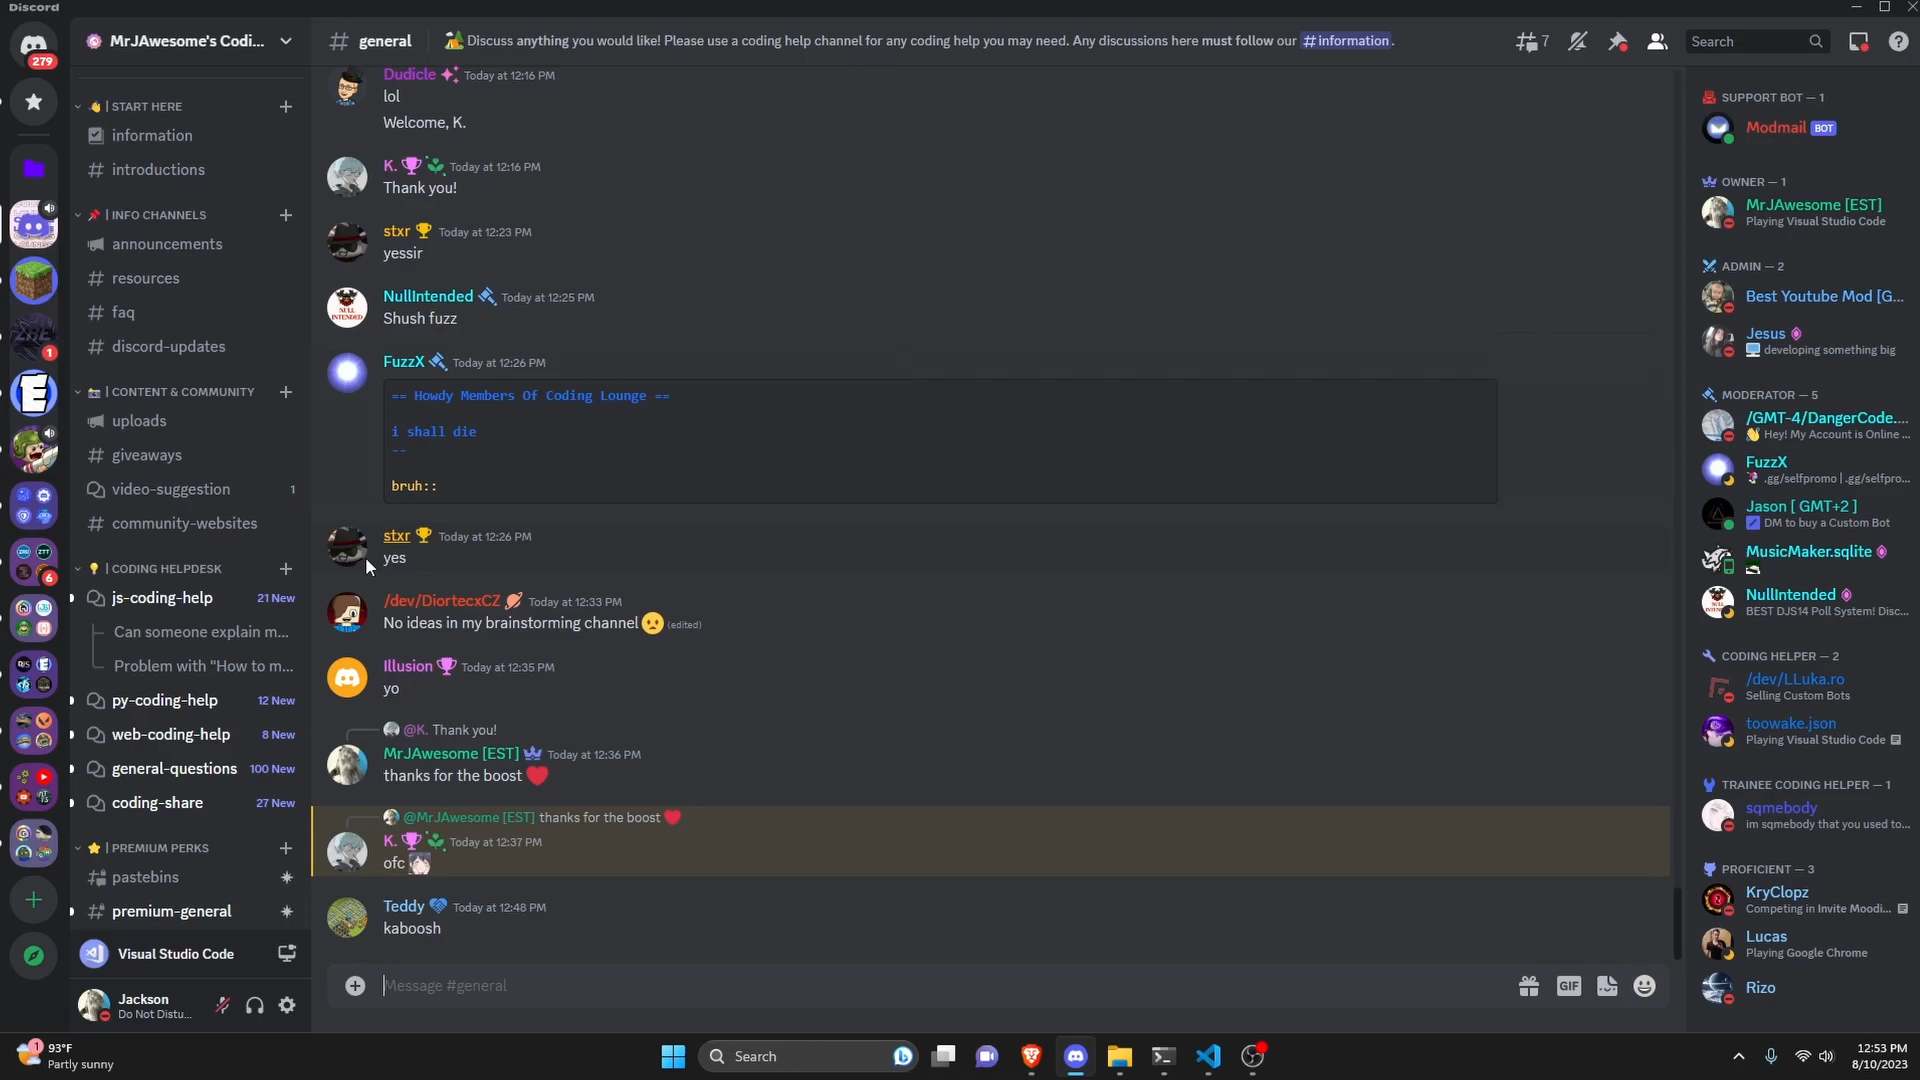 Discord
279
1
6
MrJAwesome's Codi...
| START HERE
information
introductions
| INFO CHANNELS
announcements
resources
faq
discord-updates
| CONTENT & COMMUNITY
uploads
giveaways
video-suggestion 1
community-websites
| CODING HELPDESK
js-coding-help 21 New
Can someone explain m...
Problem with "How to m...
py-coding-help 12 New
web-coding-help 8 New
general-questions 100 New
coding-share 27 New
| PREMIUM PERKS
pastebins
premium-general
Visual Studio Code
Jackson
Do Not Distu...
# general
Discuss anything you would like! Please use a coding help channel for any coding help you may need. Any discussions here must follow our # information.
7
Search
Dudicle Today at 12:16 PM
lol
Welcome, K.
K. Today at 12:16 PM
Thank you!
stxr Today at 12:23 PM
yessir
NULL INTENDED
NullIntended Today at 12:25 PM
Shush fuzz
FuzzX Today at 12:26 PM
== Howdy Members Of Coding Lounge ==
i shall die
--
bruh::
stxr Today at 12:26 PM
yes
/dev/DiortecxCZ Today at 12:33 PM
No ideas in my brainstorming channel (edited)
Illusion Today at 12:35 PM
yo
@K. Thank you!
MrJAwesome [EST] Today at 12:36 PM
thanks for the boost
@MrJAwesome [EST] thanks for the boost
K. Today at 12:37 PM
ofc
Teddy Today at 12:48 PM
kaboosh
Message #general
GIF
SUPPORT BOT — 1
Modmail BOT
OWNER — 1
MrJAwesome [EST]
Playing Visual Studio Code
ADMIN — 2
Best Youtube Mod [G...
Jesus
developing something big
MODERATOR — 5
/GMT-4/DangerCode....
Hey! My Account is Online ...
FuzzX
.gg/selfpromo | .gg/selfpro...
Jason [ GMT+2 ]
DM to buy a Custom Bot
MusicMaker.sqlite
NullIntended
BEST DJS14 Poll System! Disc...
CODING HELPER — 2
/dev/LLuka.ro
Selling Custom Bots
toowake.json
Playing Visual Studio Code
TRAINEE CODING HELPER — 1
sqmebody
im sqmebody that you used to...
PROFICIENT — 3
KryClopz
Competing in Invite Moodi...
Lucas
Playing Google Chrome
Rizo
1
93°F
Partly sunny
Search
12:53 PM
8/10/2023